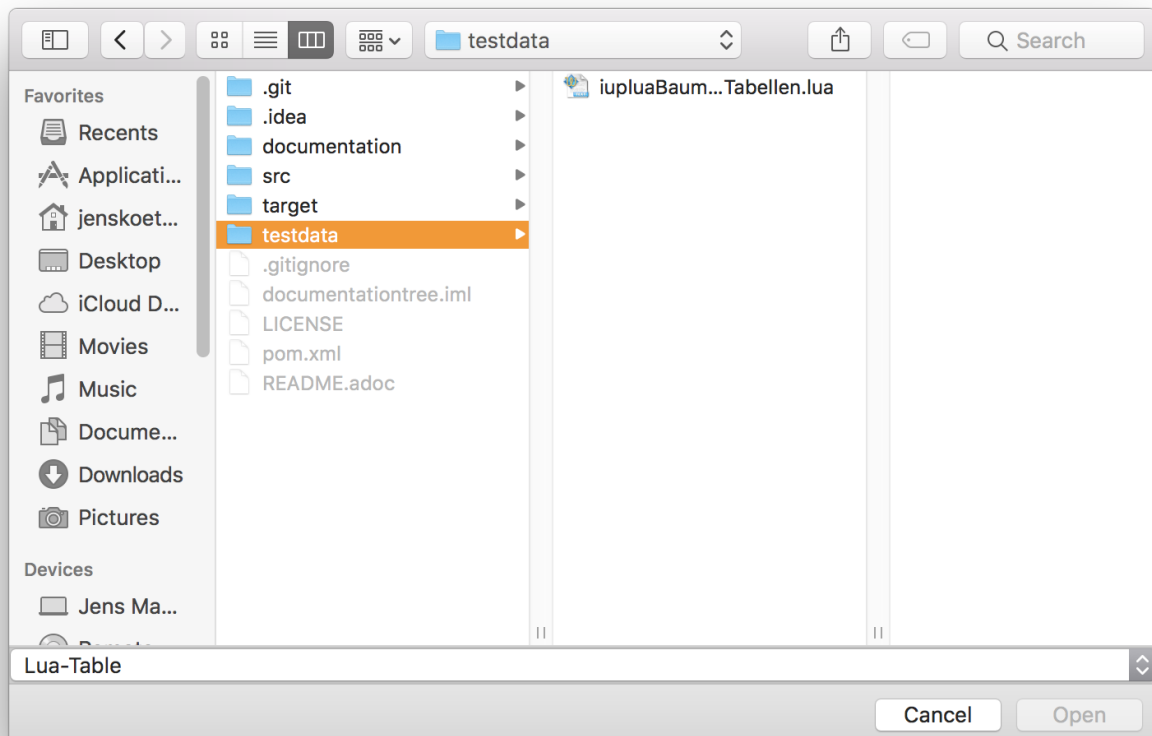 testdata
Search
Favorites
Recents
Applicati...
jenskoet...
Desktop
iCloud D...
Movies
Music
Docume...
Downloads
Pictures
Devices
Jens Ma...
.git
.idea
documentation
src
target
testdata
.gitignore
documentationtree.iml
LICENSE
pom.xml
README.adoc
iupluaBaum...Tabellen.lua
Lua-Table
Cancel
Open